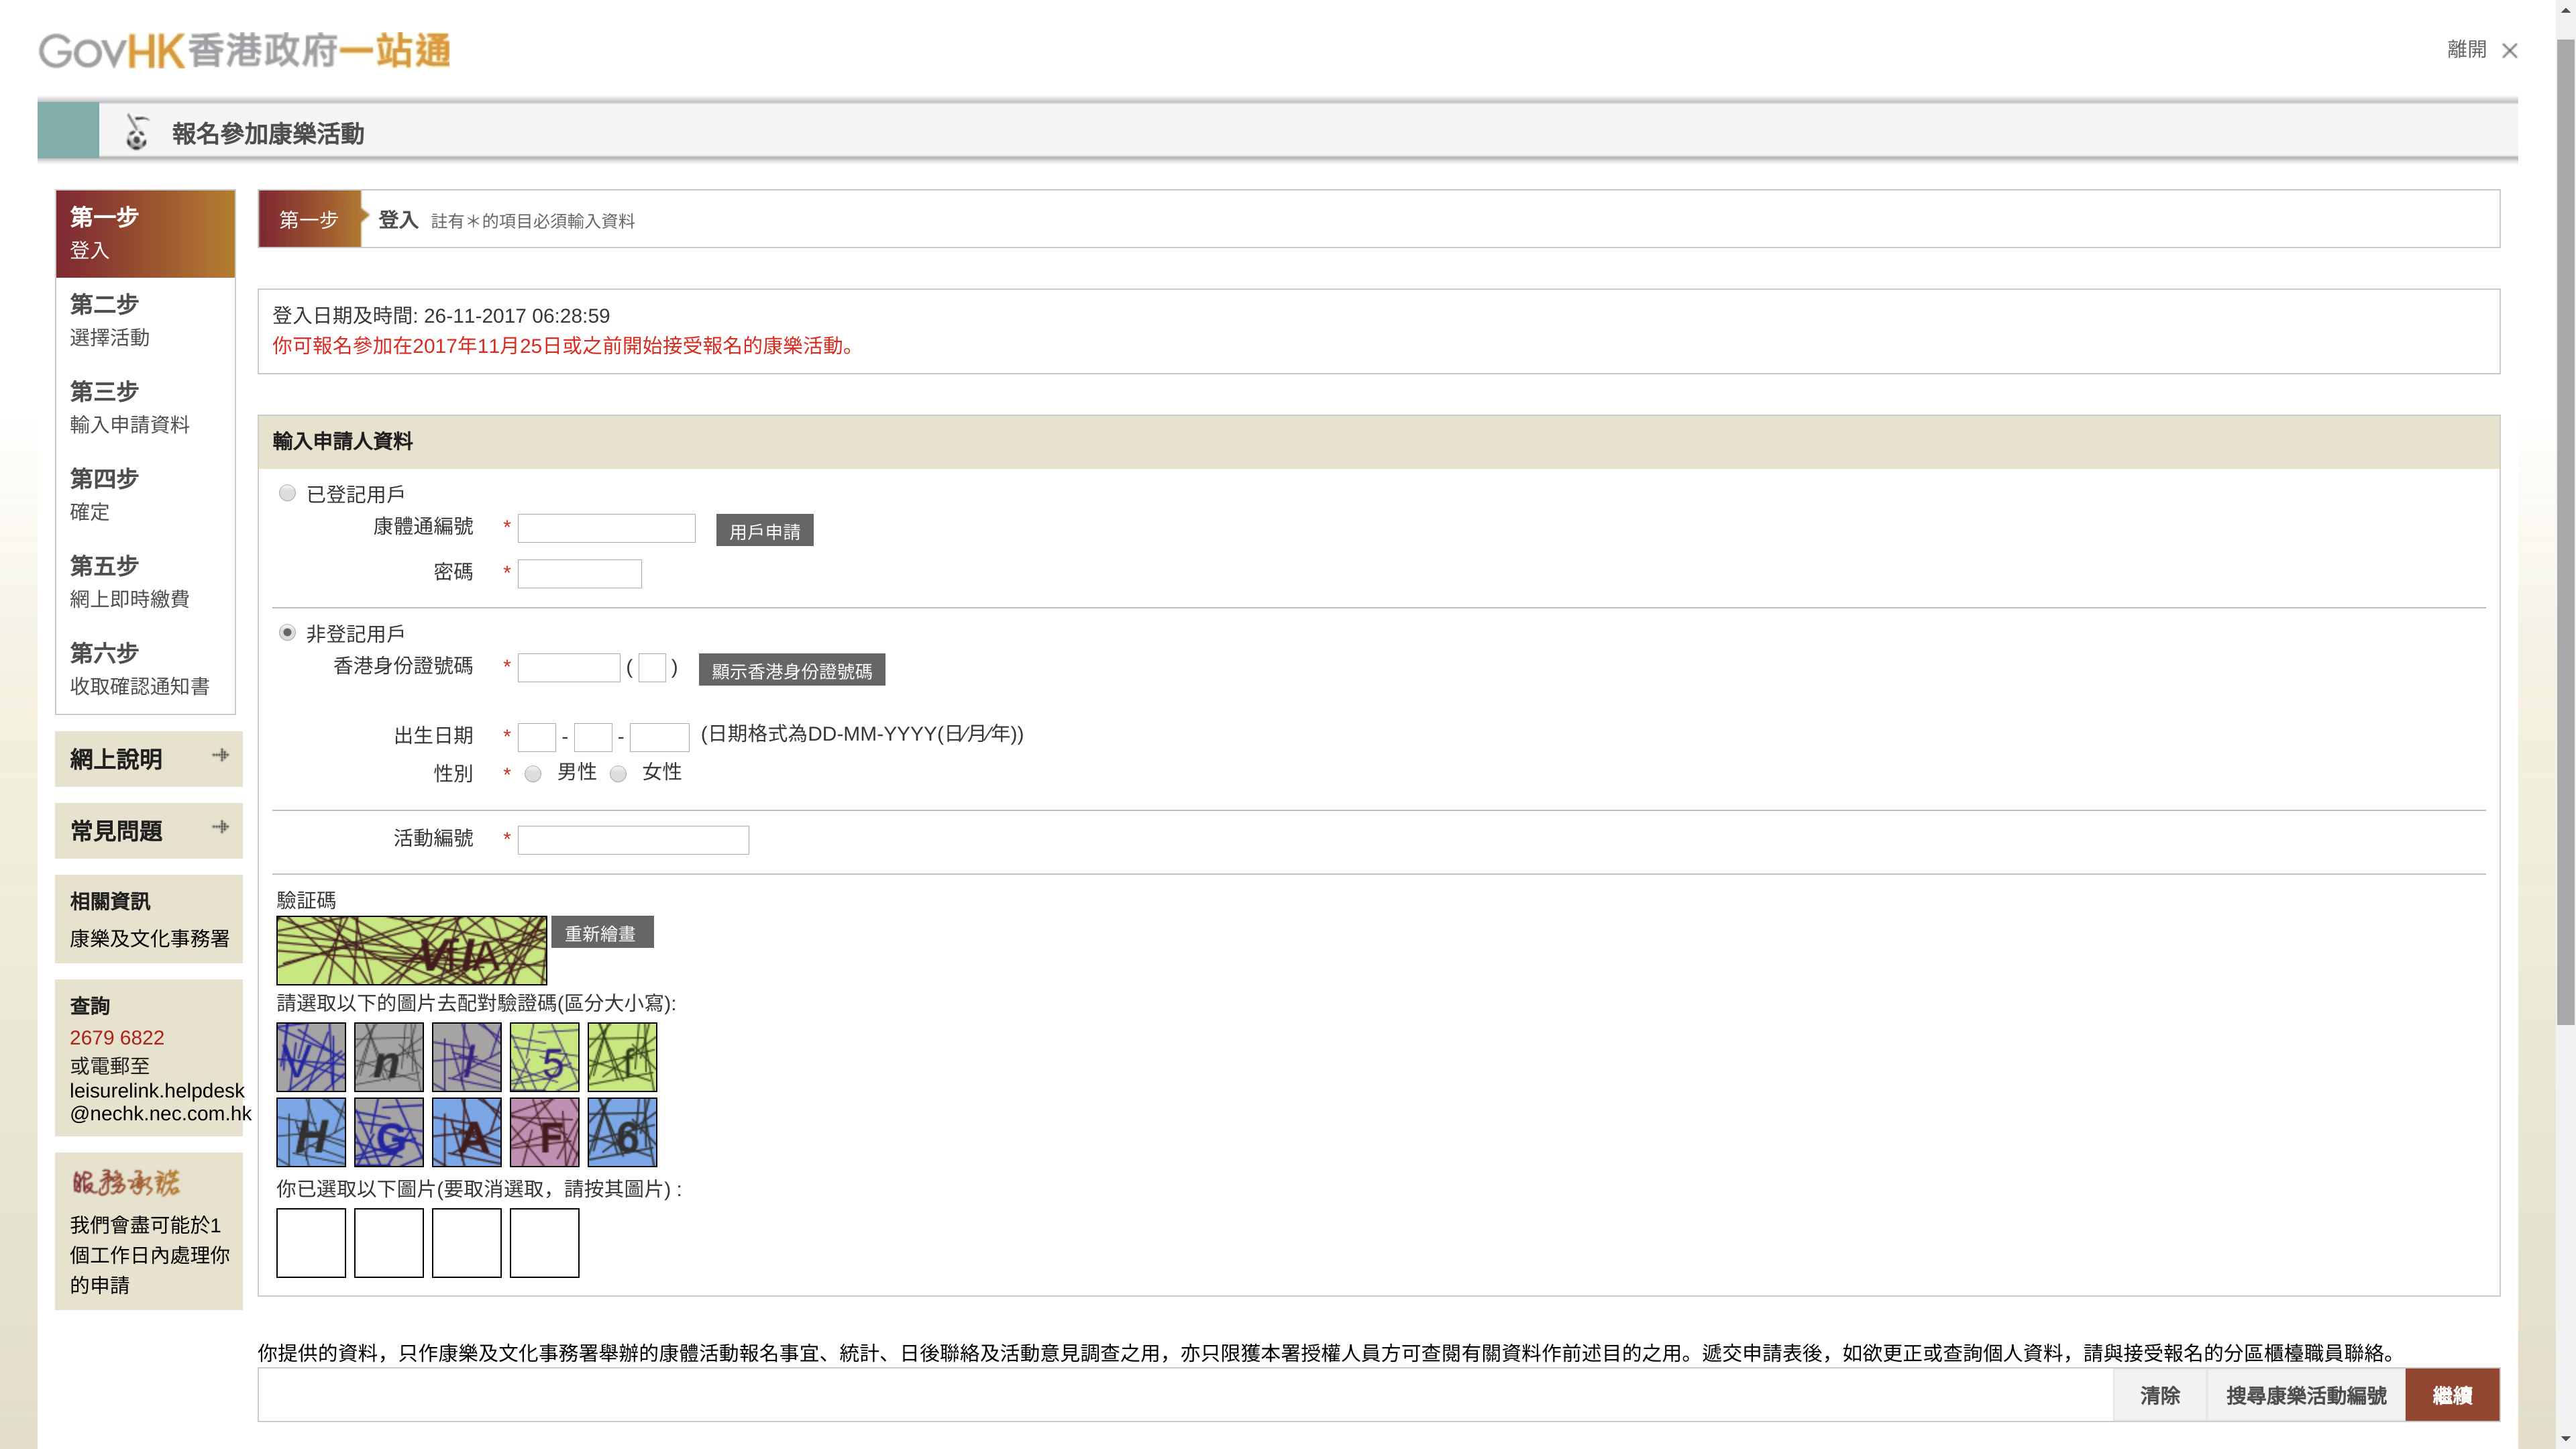 GovHK香港政府一站通
離開
報名參加康樂活動
第一步
登入
第二步
選擇活動
第三步
輸入申請資料
第四步
確定
第五步
網上即時繳費
第六步
收取確認通知書
網上說明
常見問題
相關資訊
康樂及文化事務署
查詢
2679 6822
或電郵至
leisurelink.helpdesk
@nechk.nec.com.hk
服務承諾
我們會盡可能於1
個工作日內處理你
的申請
第一步 登入 註有＊的項目必須輸入資料
登入日期及時間: 26-11-2017 06:28:59
你可報名參加在2017年11月25日或之前開始接受報名的康樂活動。
輸入申請人資料
已登記用戶
康體通編號 * 用戶申請
密碼 *
非登記用戶
香港身份證號碼 * ( ) 顯示香港身份證號碼
出生日期 * - - (日期格式為DD-MM-YYYY(日/月/年))
性別 * 男性 女性
活動編號 *
驗証碼
重新繪畫
請選取以下的圖片去配對驗證碼(區分大小寫):
你已選取以下圖片(要取消選取，請按其圖片) :
你提供的資料，只作康樂及文化事務署舉辦的康體活動報名事宜、統計、日後聯絡及活動意見調查之用，亦只限獲本署授權人員方可查閱有關資料作前述目的之用。遞交申請表後，如欲更正或查詢個人資料，請與接受報名的分區櫃檯職員聯絡。
清除 搜尋康樂活動編號 繼續